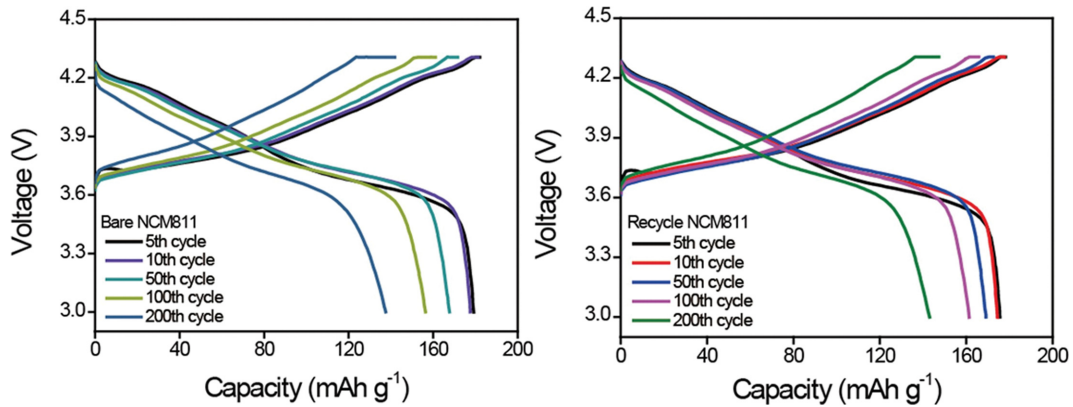 4.5
4.2
3.9
3.6
3.3
3.0
Voltage (V)
Bare NCM811
5th cycle
10th cycle
50th cycle
100th cycle
200th cycle
0 40 80 120 160 200
Capacity (mAh g⁻¹)
4.5
4.2
3.9
3.6
3.3
3.0
Voltage (V)
Recycle NCM811
5th cycle
10th cycle
50th cycle
100th cycle
200th cycle
0 40 80 120 160 200
Capacity (mAh g⁻¹)